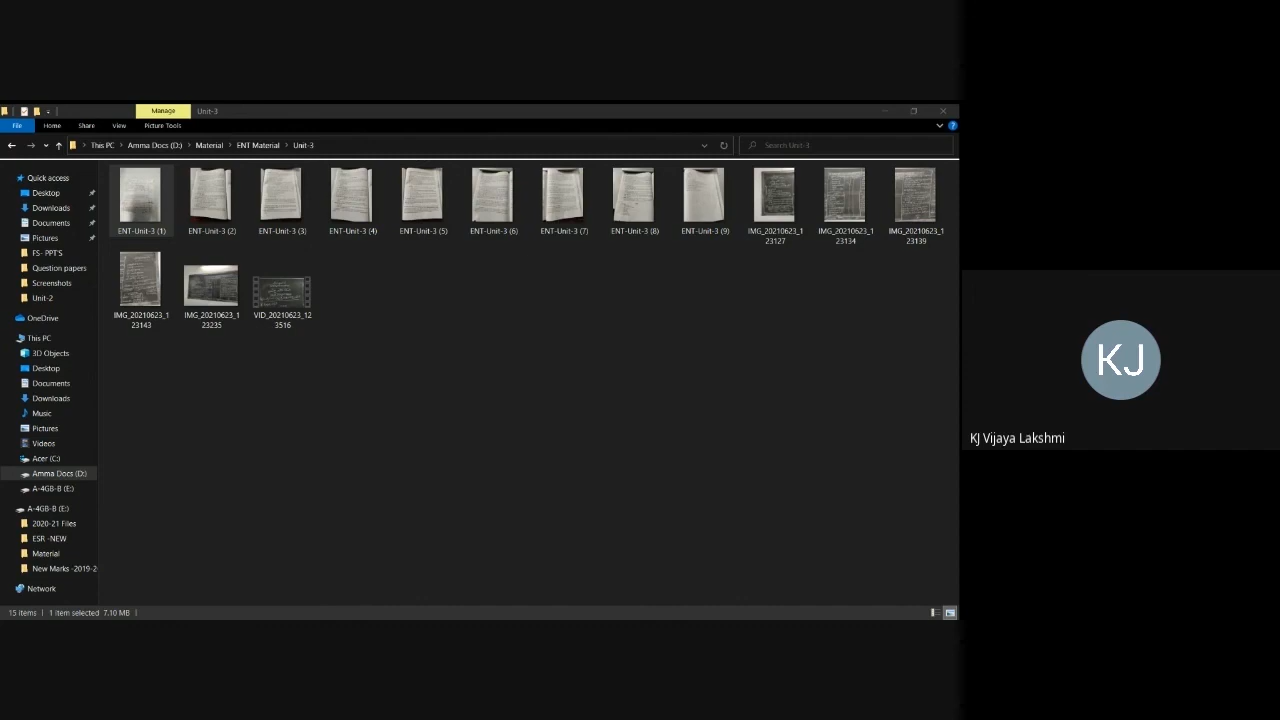 Manage
Unit-3
File
Home
Share
View
Picture Tools
This PC
Amma Docs (D:)
Material
ENT Material
Unit-3
Search Unit-3
Quick access
Desktop
Downloads
Documents
Pictures
FS- PPT'S
Question papers
Screenshots
Unit-2
OneDrive
This PC
3D Objects
Desktop
Documents
Downloads
Music
Pictures
Videos
Acer (C:)
Amma Docs (D:)
A-4GB-B (E:)
A-4GB-B (E:)
2020-21 Files
ESR -NEW
Material
New Marks -2019-2
Network
ENT-Unit-3 (1)
ENT-Unit-3 (2)
ENT-Unit-3 (3)
ENT-Unit-3 (4)
ENT-Unit-3 (5)
ENT-Unit-3 (6)
ENT-Unit-3 (7)
ENT-Unit-3 (8)
ENT-Unit-3 (9)
IMG_20210623_1
23127
IMG_20210623_1
23134
IMG_20210623_1
23139
IMG_20210623_1
23143
IMG_20210623_1
23235
VID_20210623_12
3516
15 items
1 item selected 7.10 MB
KJ
KJ Vijaya Lakshmi